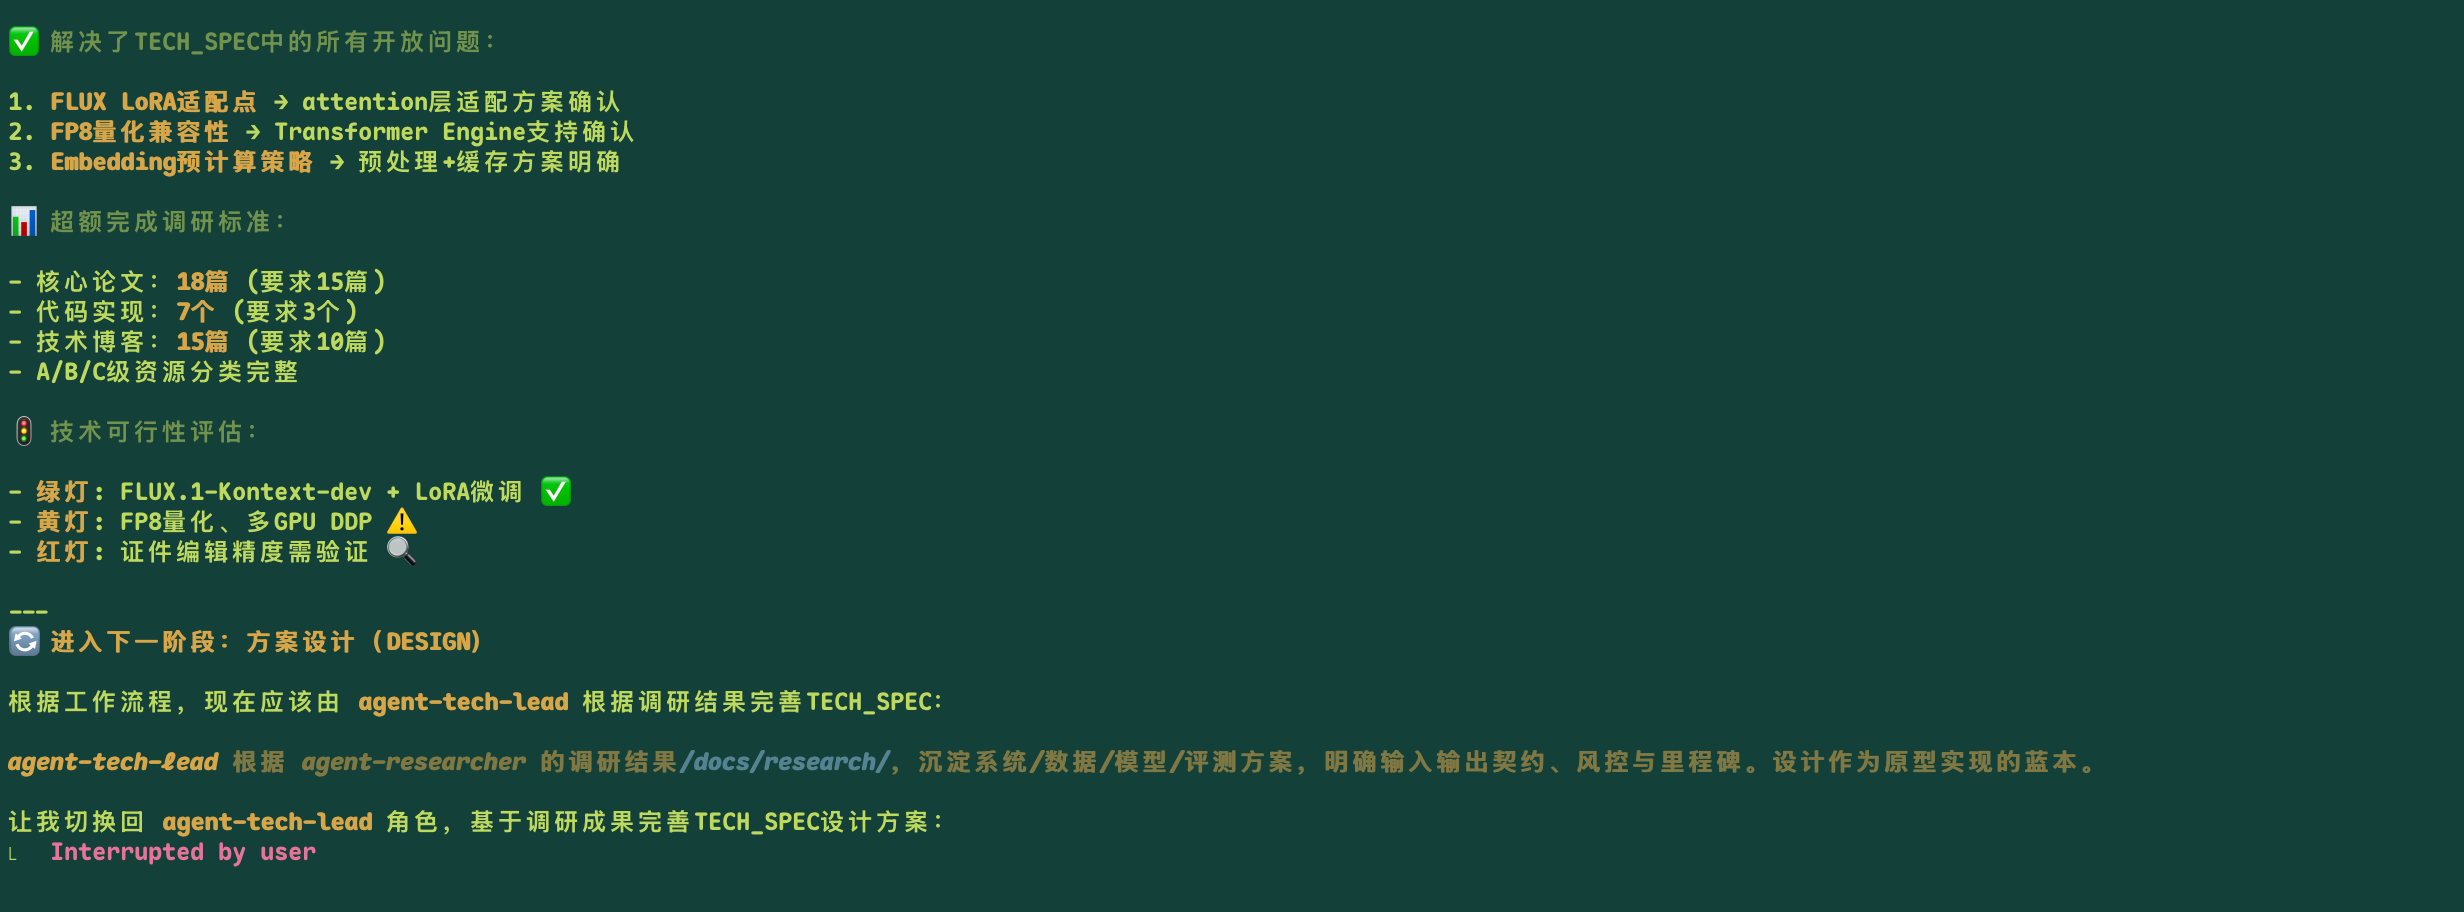 ✅ 解决了TECH_SPEC中的所有开放问题:
1. FLUX LoRA适配点 → attention层适配方案确认
2. FP8量化兼容性 → Transformer Engine支持确认
3. Embedding预计算策略 → 预处理+缓存方案明确
📊 超额完成调研标准:
- 核心论文: 18篇 (要求15篇)
- 代码实现: 7个 (要求3个)
- 技术博客: 15篇 (要求10篇)
- A/B/C级资源分类完整
🚦 技术可行性评估:
- 绿灯: FLUX.1-Kontext-dev + LoRA微调 ✅
- 黄灯: FP8量化、多GPU DDP ⚠️
- 红灯: 证件编辑精度需验证 🔍
---
🔄 进入下一阶段: 方案设计 (DESIGN)
根据工作流程, 现在应该由 agent-tech-lead 根据调研结果完善TECH_SPEC:
agent-tech-lead 根据 agent-researcher 的调研结果/docs/research/, 沉淀系统/数据/模型/评测方案, 明确输入输出契约、风控与里程碑。设计作为原型实现的蓝本。
让我切换回 agent-tech-lead 角色, 基于调研成果完善TECH_SPEC设计方案:
⎿ Interrupted by user